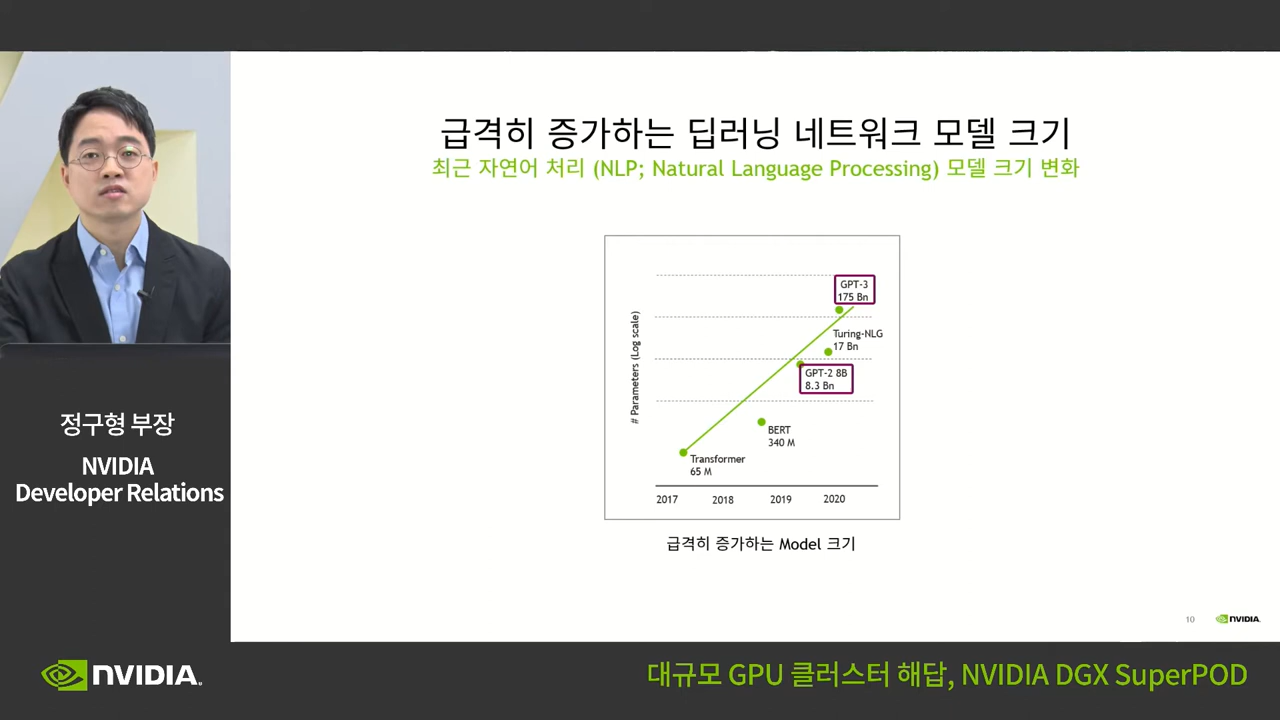 급격히 증가하는 딥러닝 네트워크 모델 크기
최근 자연어 처리 (NLP; Natural Language Processing) 모델 크기 변화
# Parameters (Log scale)
GPT-3
175 Bn
Turing-NLG
17 Bn
GPT-2 8B
8.3 Bn
BERT
340 M
Transformer
65 M
2017 2018 2019 2020
급격히 증가하는 Model 크기
10 NVIDIA.
정구형 부장
NVIDIA
Developer Relations
NVIDIA.
대규모 GPU 클러스터 해답, NVIDIA DGX SuperPOD